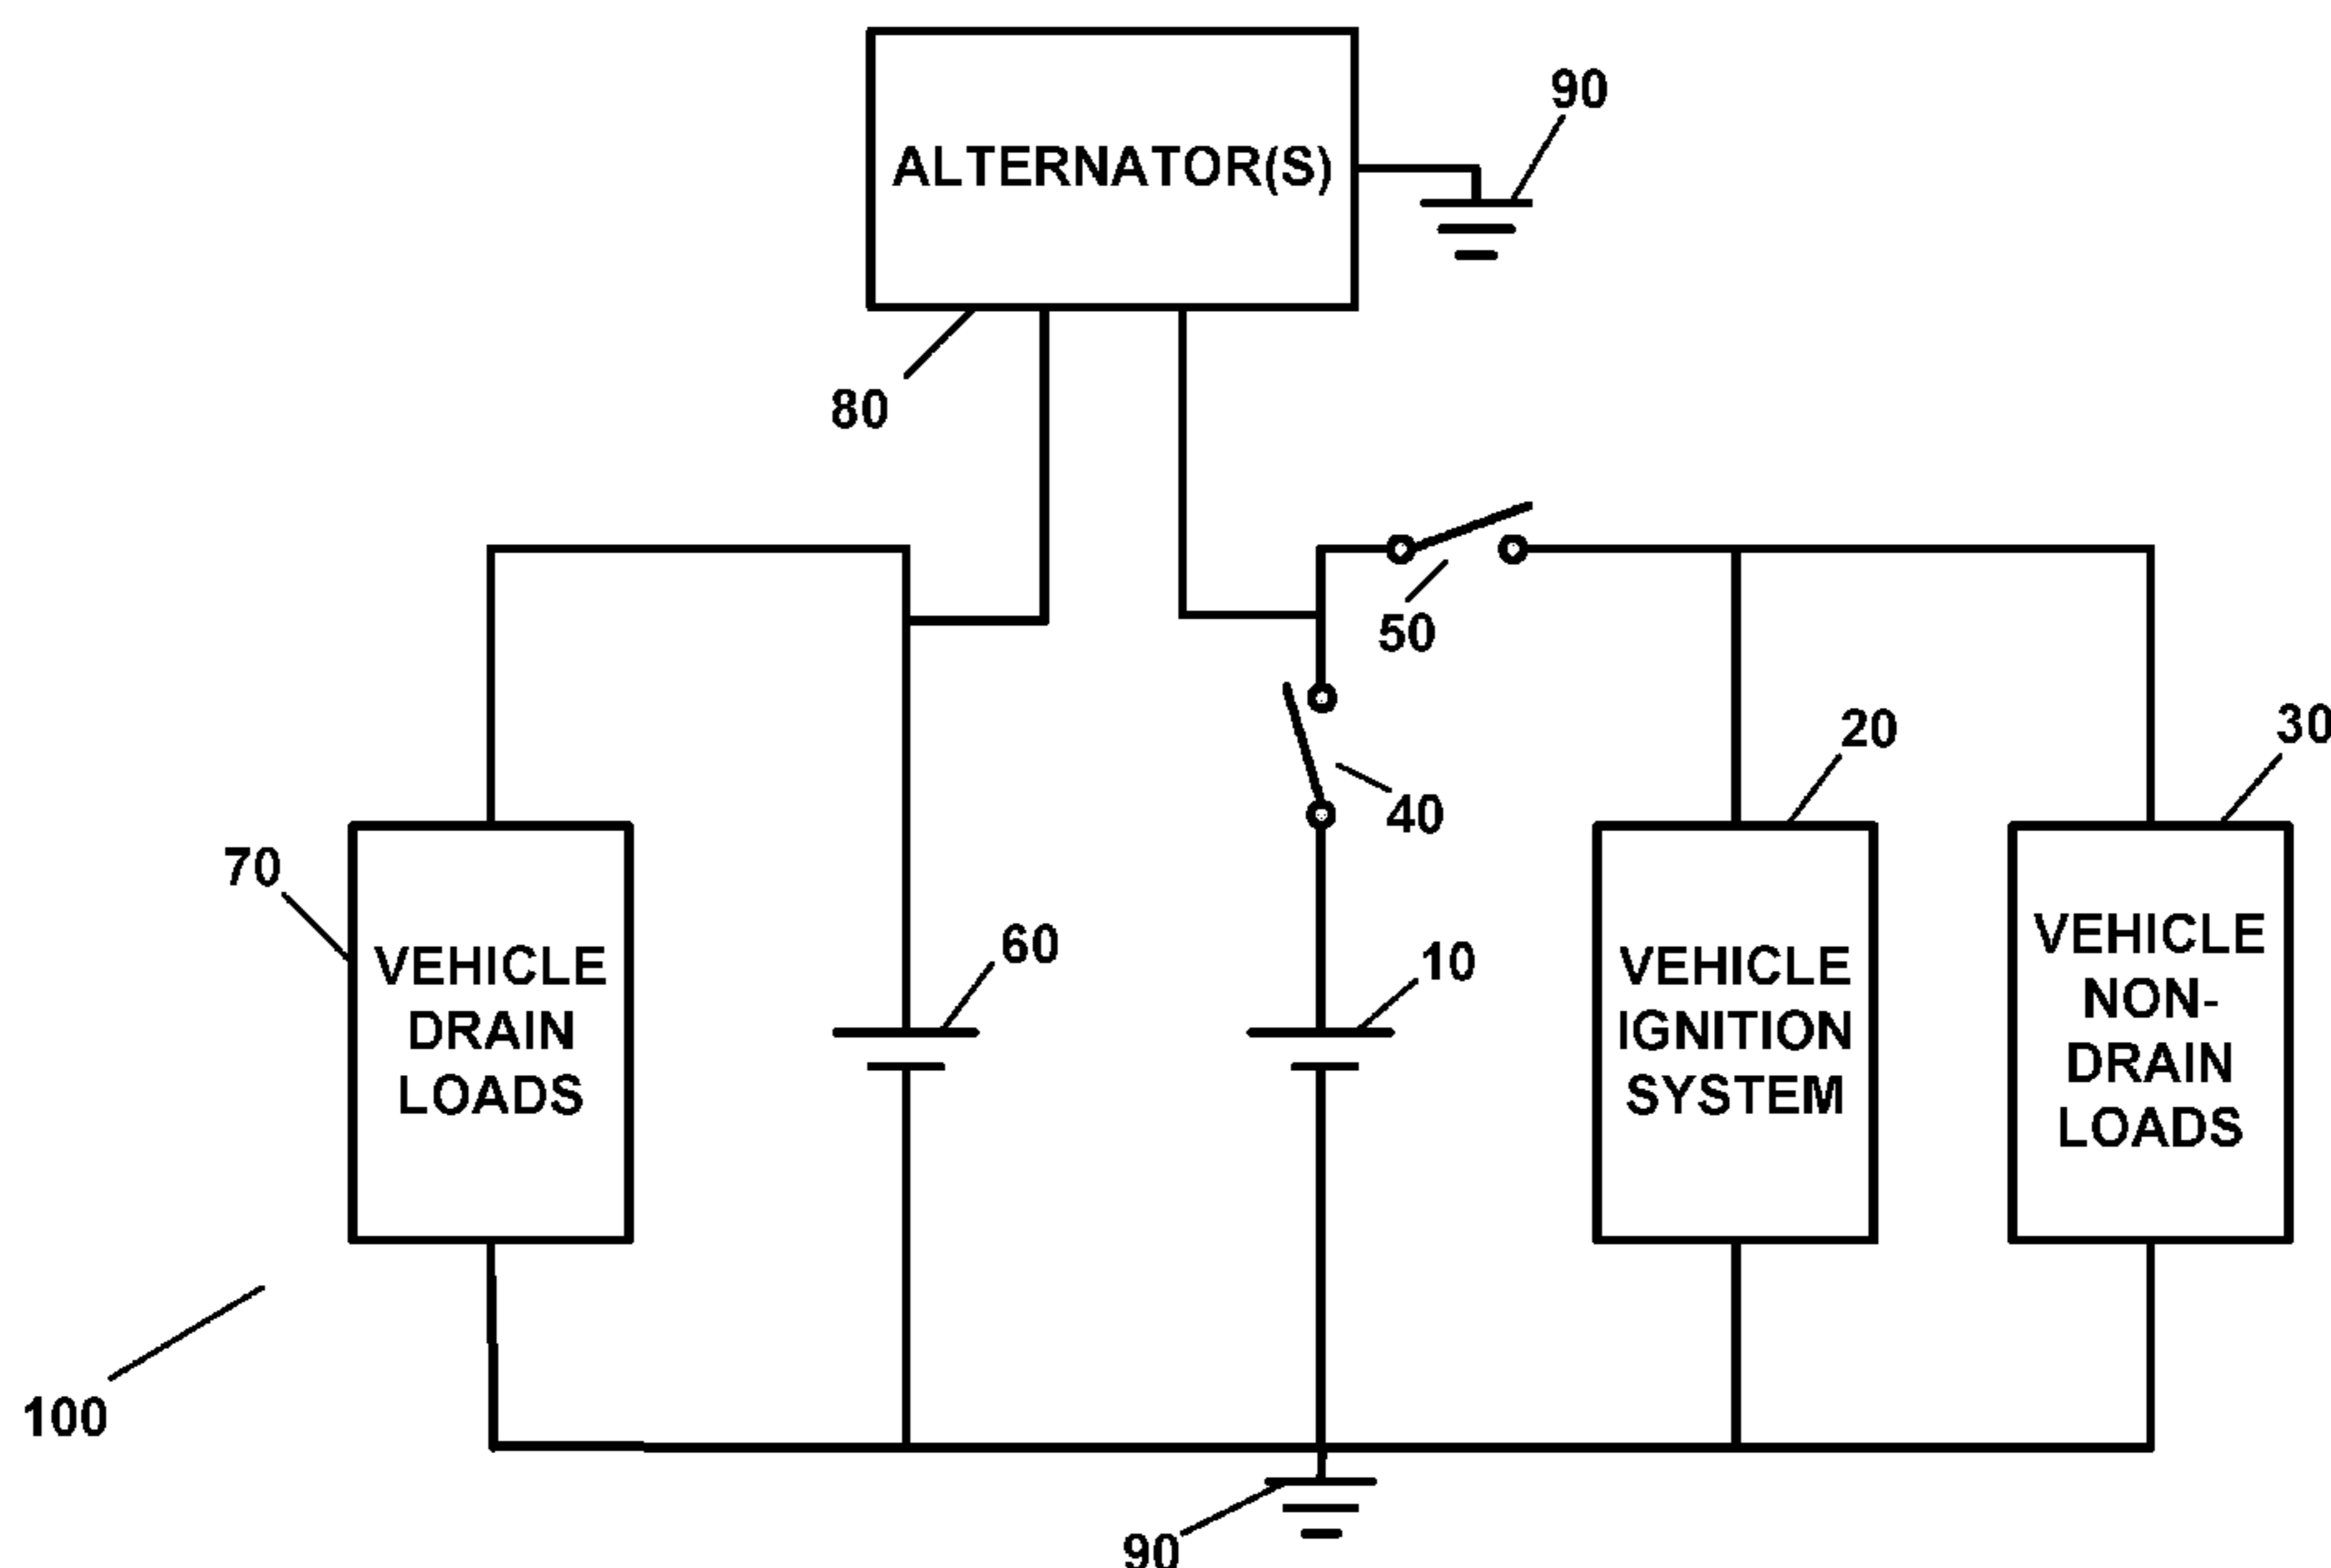 90
ALTERNATOR(S)
80
50
20
30
40
70
60
10
VEHICLE
DRAIN
LOADS
VEHICLE
IGNITION
SYSTEM
VEHICLE
NON-
DRAIN
LOADS
100
90